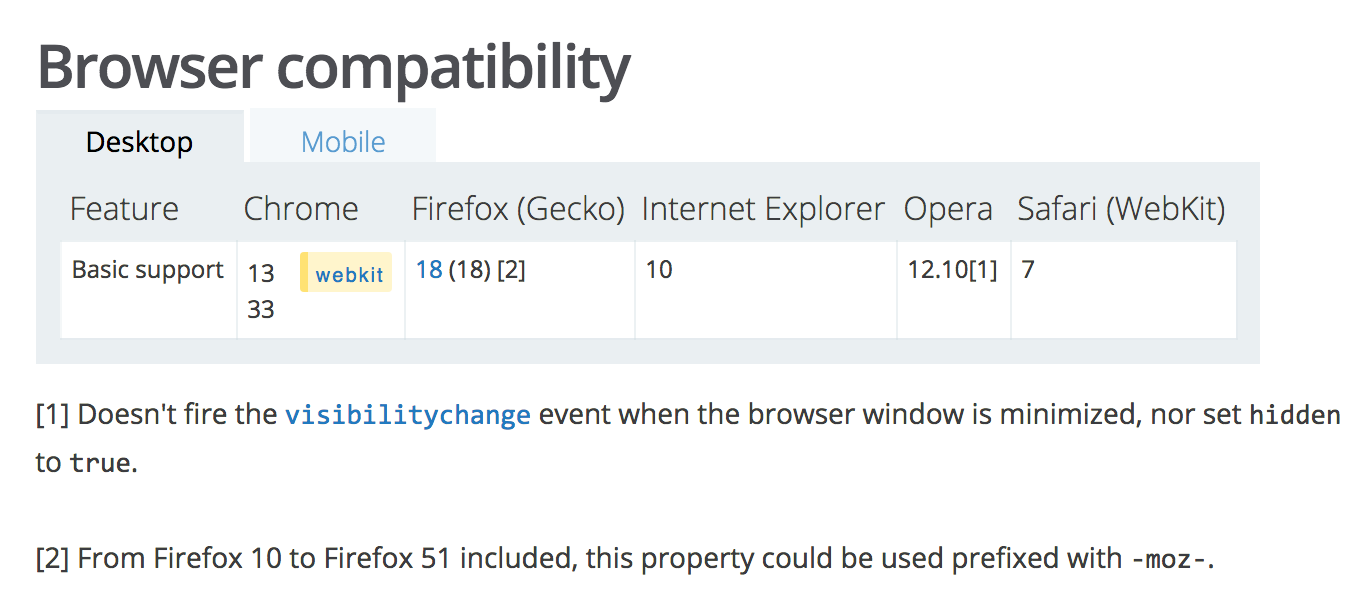 Browser compatibility
Desktop Mobile
Feature Chrome Firefox (Gecko) Internet Explorer Opera Safari (WebKit)
Basic support 13 webkit 18 (18) [2] 10 12.10[1] 7
33
[1] Doesn't fire the visibilitychange event when the browser window is minimized, nor set hidden
to true.
[2] From Firefox 10 to Firefox 51 included, this property could be used prefixed with -moz-.